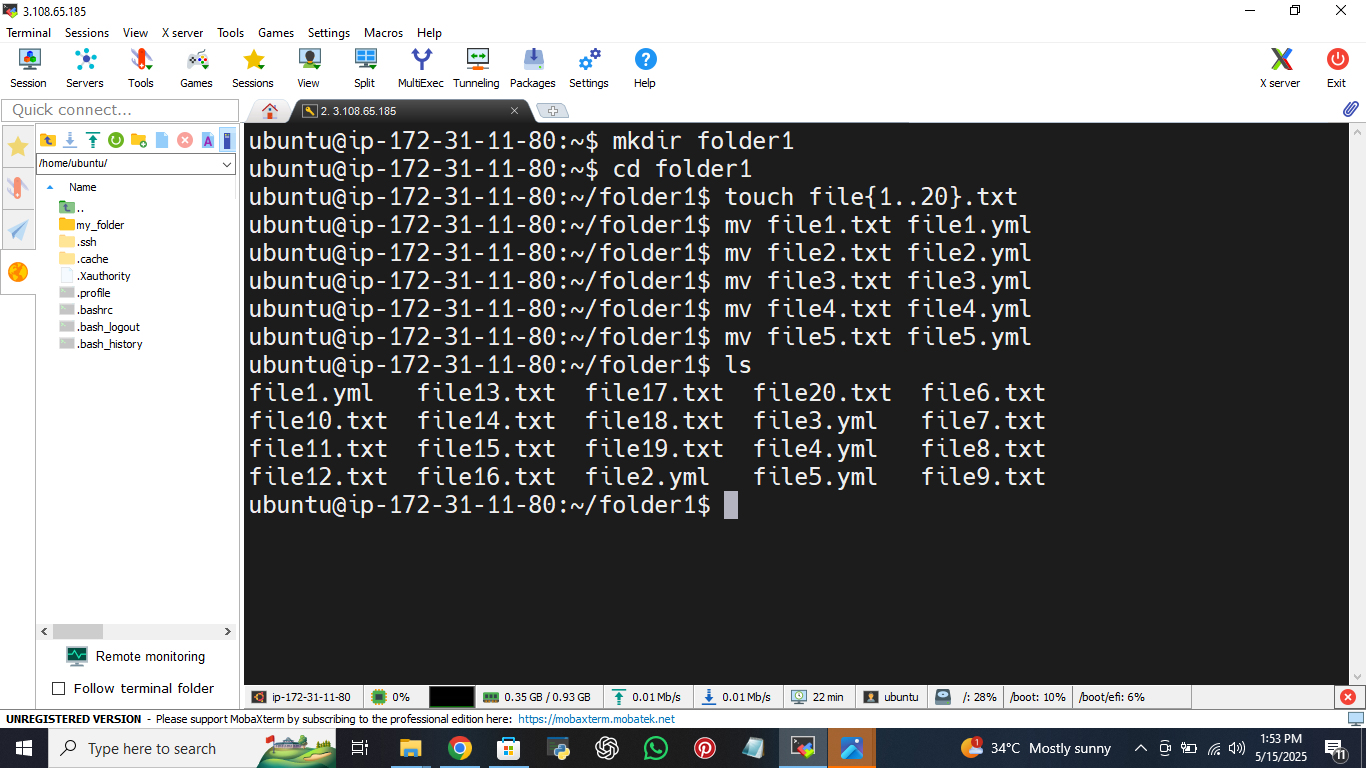 3.108.65.185
Terminal Sessions View X server Tools Games Settings Macros Help
Session Servers Tools Games Sessions View Split MultiExec Tunneling Packages Settings Help X server Exit
Quick connect...
2. 3.108.65.185
/home/ubuntu/
Name
..
my_folder
.ssh
.cache
.Xauthority
.profile
.bashrc
.bash_logout
.bash_history
Remote monitoring
Follow terminal folder
ubuntu@ip-172-31-11-80:~$ mkdir folder1
ubuntu@ip-172-31-11-80:~$ cd folder1
ubuntu@ip-172-31-11-80:~/folder1$ touch file{1..20}.txt
ubuntu@ip-172-31-11-80:~/folder1$ mv file1.txt file1.yml
ubuntu@ip-172-31-11-80:~/folder1$ mv file2.txt file2.yml
ubuntu@ip-172-31-11-80:~/folder1$ mv file3.txt file3.yml
ubuntu@ip-172-31-11-80:~/folder1$ mv file4.txt file4.yml
ubuntu@ip-172-31-11-80:~/folder1$ mv file5.txt file5.yml
ubuntu@ip-172-31-11-80:~/folder1$ ls
file1.yml file13.txt file17.txt file20.txt file6.txt
file10.txt file14.txt file18.txt file3.yml file7.txt
file11.txt file15.txt file19.txt file4.yml file8.txt
file12.txt file16.txt file2.yml file5.yml file9.txt
ubuntu@ip-172-31-11-80:~/folder1$
ip-172-31-11-80 0% 0.35 GB / 0.93 GB 0.01 Mb/s 0.01 Mb/s 22 min ubuntu /: 28% /boot: 10% /boot/efi: 6%
UNREGISTERED VERSION - Please support MobaXterm by subscribing to the professional edition here: https://mobaxterm.mobatek.net
Type here to search
1
34°C Mostly sunny
1:53 PM
5/15/2025
11